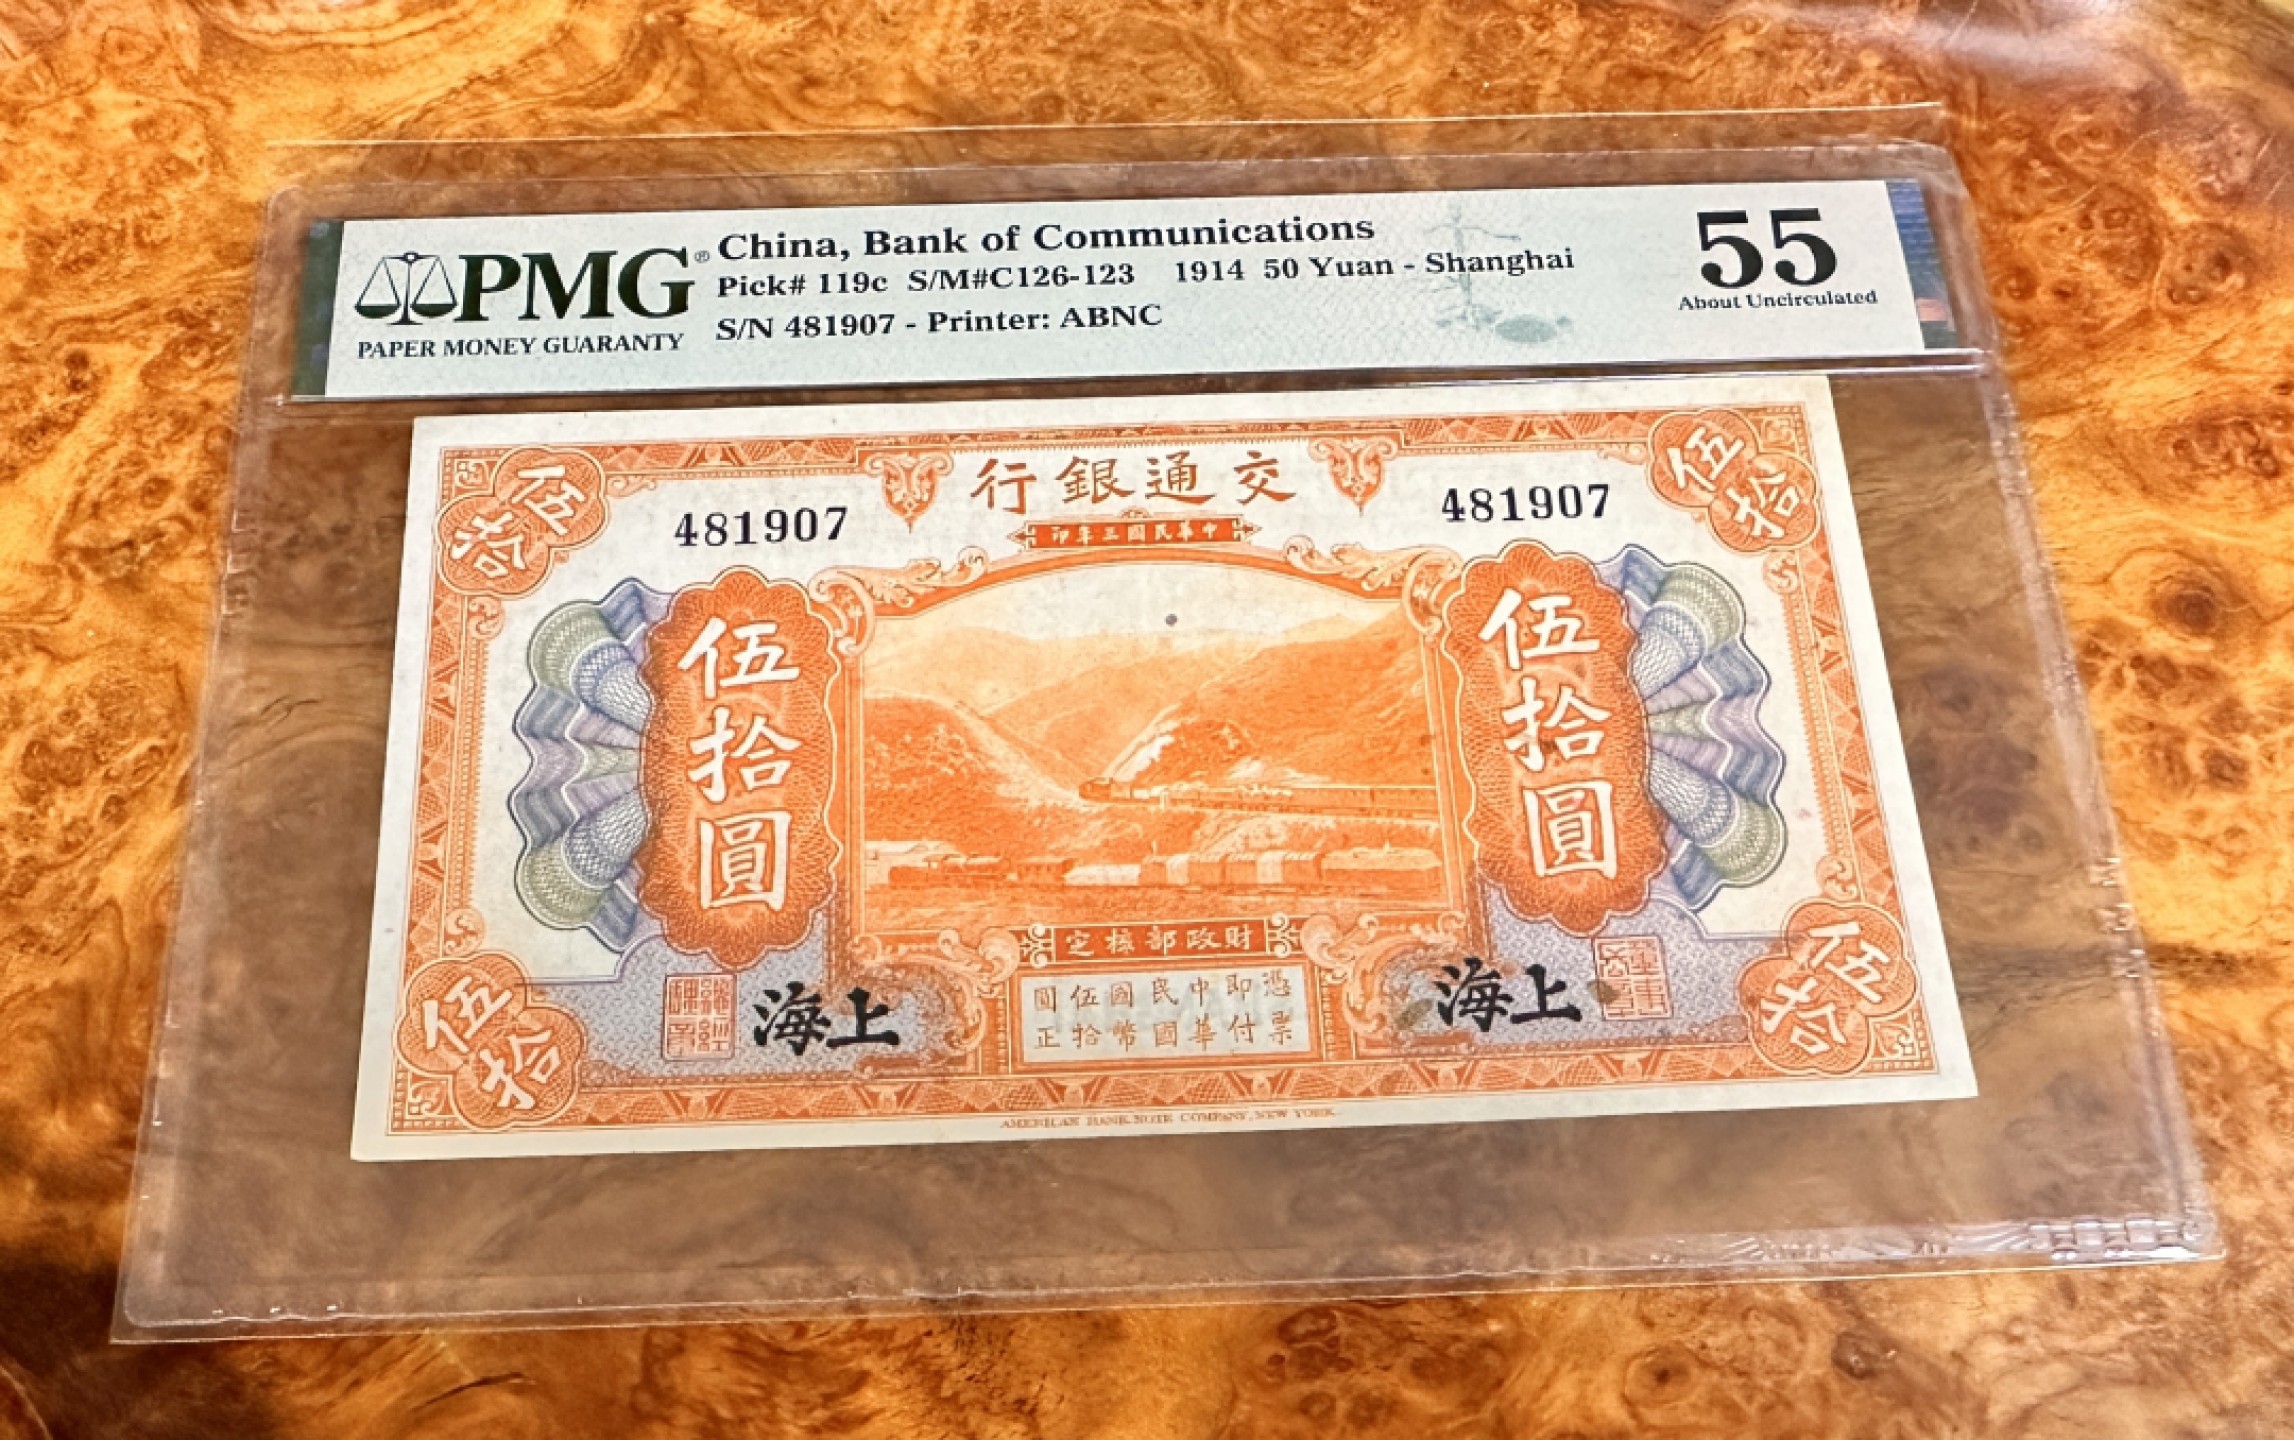 PMG®
PAPER MONEY GUARANTY
China, Bank of Communications
Pick# 119c S/M#C126-123 1914 50 Yuan - Shanghai
S/N 481907 - Printer: ABNC
55
About Uncirculated
伍拾
行銀通交
伍拾
印年三國民華中
481907
481907
伍拾圓
伍拾圓
定核部政財
憑票
即付
中華
民國
國幣
伍拾
圓正
海上
海上
伍拾
伍拾
AMERICAN BANK NOTE COMPANY, NEW YORK.